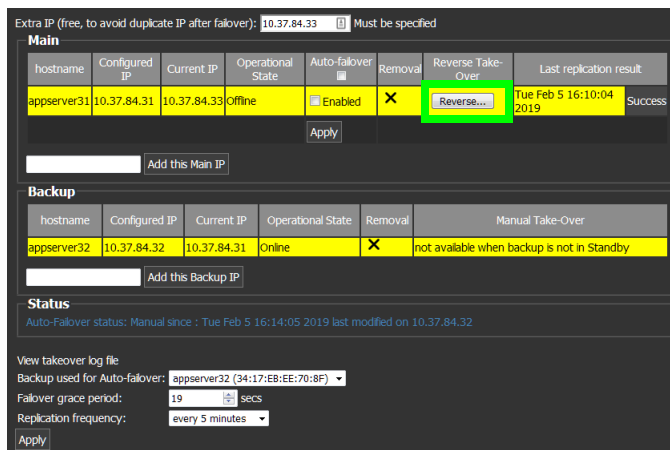 Extra IP (free, to avoid duplicate IP after failover): 10.37.84.33 Must be specified
Main
hostname Configured IP Current IP Operational State Auto-failover Removal Reverse Take-Over Last replication result
appserver31 10.37.84.31 10.37.84.33 Offline Enabled X Reverse... Tue Feb 5 16:10:04 2019 Success
Apply
Add this Main IP
Backup
hostname Configured IP Current IP Operational State Removal Manual Take-Over
appserver32 10.37.84.32 10.37.84.31 Online X not available when backup is not in Standby
Add this Backup IP
Status
Auto-Failover status: Manual since : Tue Feb 5 16:14:05 2019 last modified on 10.37.84.32
View takeover log file
Backup used for Auto-failover: appserver32 (34:17:EB:EE:70:8F)
Failover grace period: 19 secs
Replication frequency: every 5 minutes
Apply